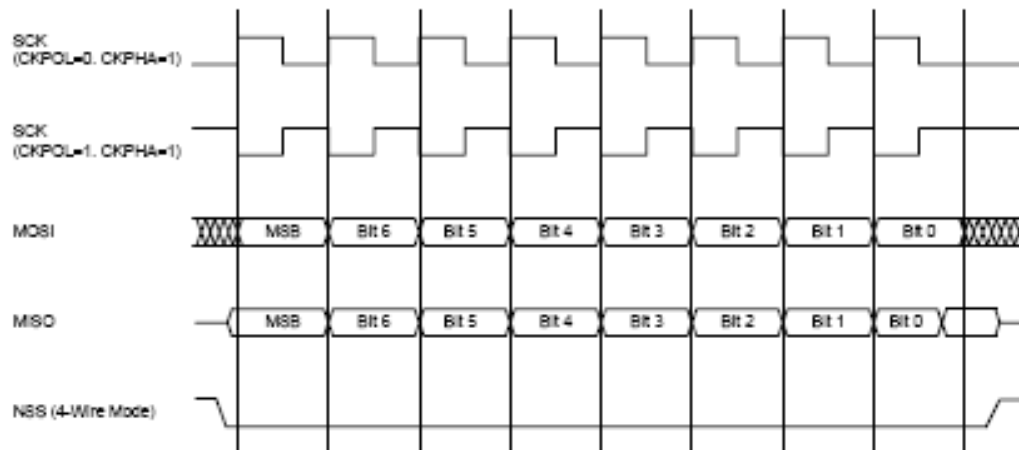 SCK
(CKPOL=0, CKPHA=1)
SCK
(CKPOL=1, CKPHA=1)
MOSI MSB Bit 6 Bit 5 Bit 4 Bit 3 Bit 2 Bit 1 Bit 0
MISO MSB Bit 6 Bit 5 Bit 4 Bit 3 Bit 2 Bit 1 Bit 0
NSS (4-Wire Mode)